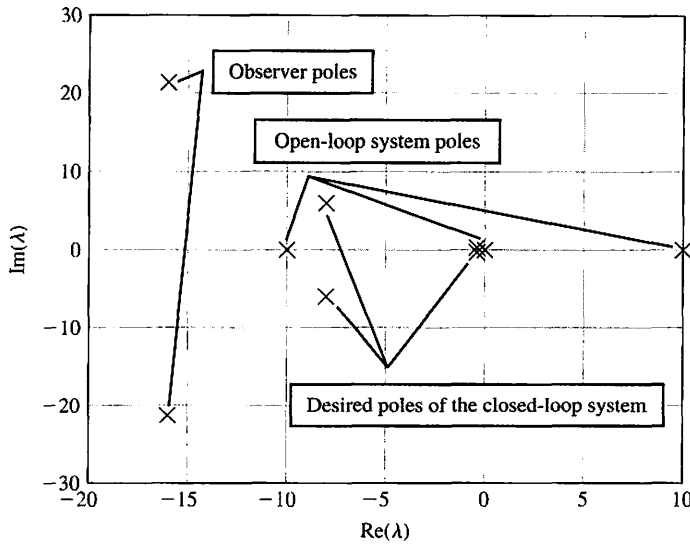 30
20
10
0
−10
−20
−30
Im(λ)
Observer poles
Open-loop system poles
Desired poles of the closed-loop system
−20
−15
−10
−5
0
5
10
Re(λ)